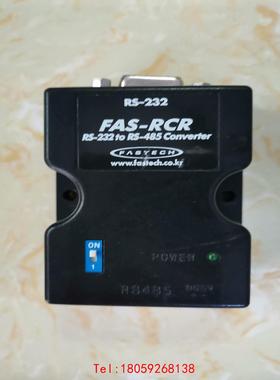 RS-232
FAS-RCR
RS-232 to RS-485 Converter
FASTECH
www.fastech.co.kr
ON
1
POWER
RS485
Tel:18059268138